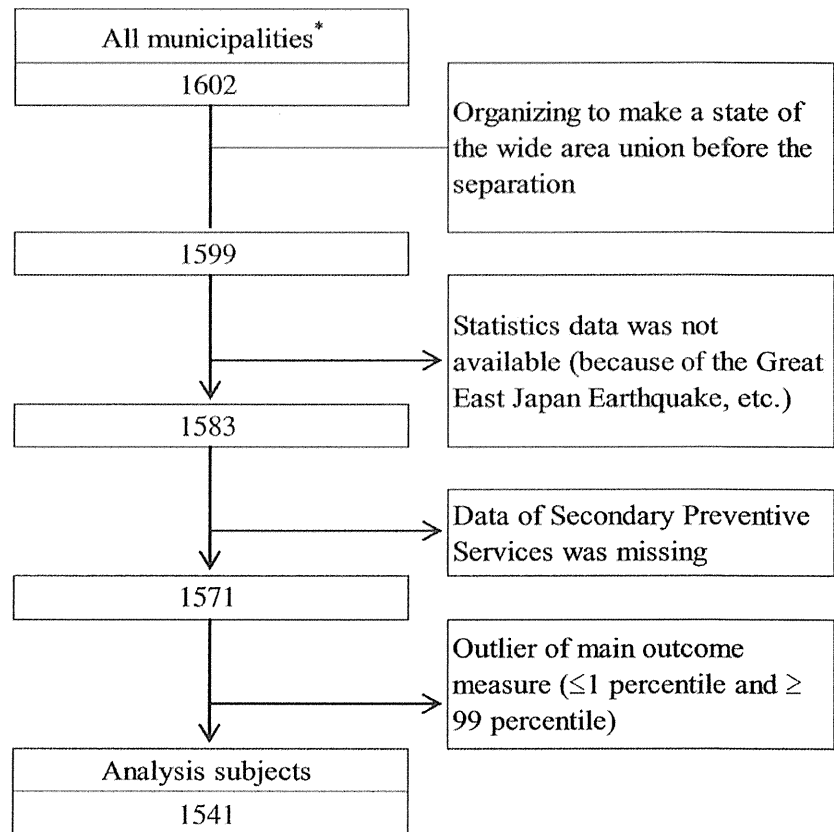 All municipalities*
1602
Organizing to make a state of
the wide area union before the
separation
1599
Statistics data was not
available (because of the Great
East Japan Earthquake, etc.)
1583
Data of Secondary Preventive
Services was missing
1571
Outlier of main outcome
measure (≤1 percentile and ≥
99 percentile)
Analysis subjects
1541